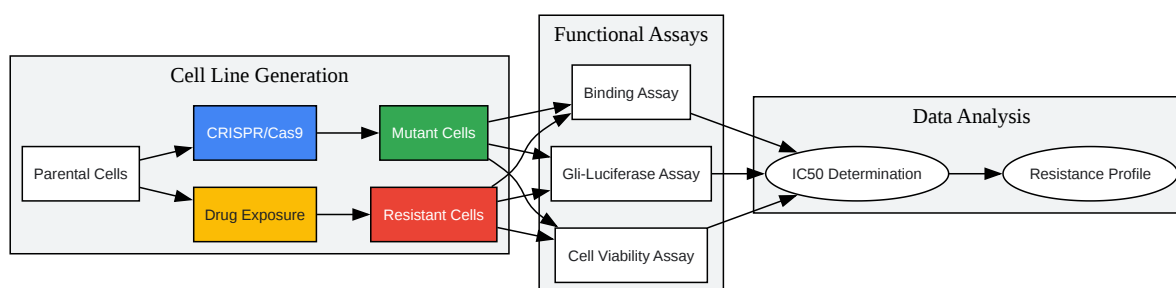 Cell Line Generation
Parental Cells
CRISPR/Cas9
Drug Exposure
Mutant Cells
Resistant Cells
Functional Assays
Binding Assay
Gli-Luciferase Assay
Cell Viability Assay
Data Analysis
IC50 Determination
Resistance Profile